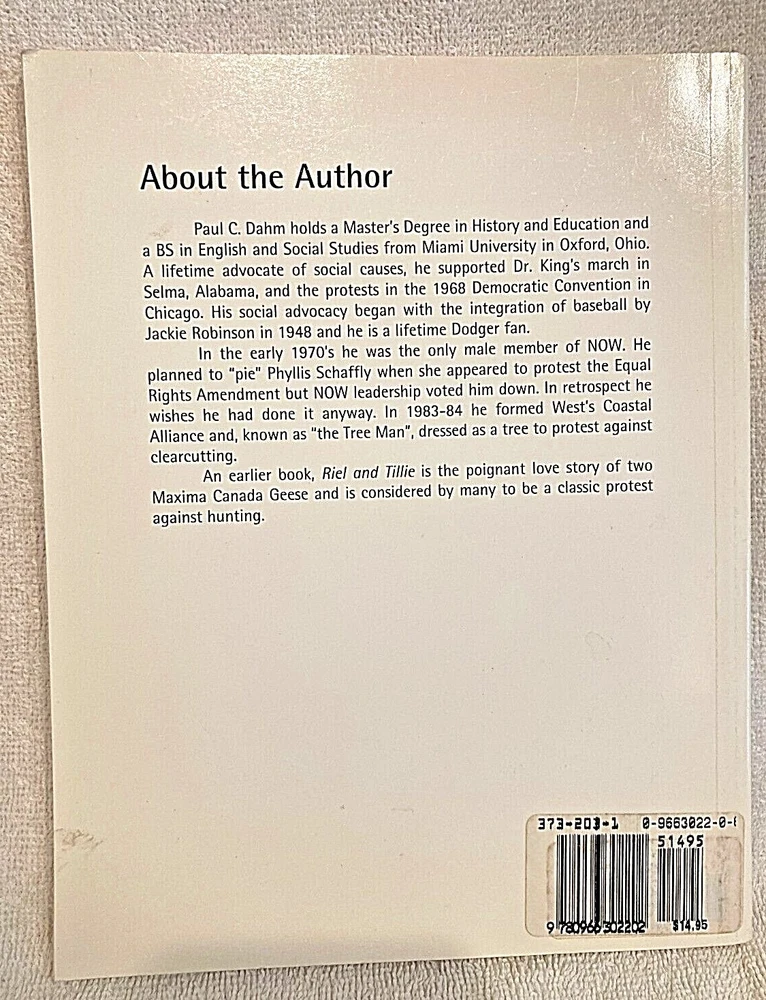 About the Author
Paul C. Dahm holds a Master's Degree in History and Education and
a BS in English and Social Studies from Miami University in Oxford, Ohio.
A lifetime advocate of social causes, he supported Dr. King's march in
Selma, Alabama, and the protests in the 1968 Democratic Convention in
Chicago. His social advocacy began with the integration of baseball by
Jackie Robinson in 1948 and he is a lifetime Dodger fan.
In the early 1970's he was the only male member of NOW. He
planned to "pie" Phyllis Schaffly when she appeared to protest the Equal
Rights Amendment but NOW leadership voted him down. In retrospect he
wishes he had done it anyway. In 1983-84 he formed West's Coastal
Alliance and, known as "the Tree Man", dressed as a tree to protest against
clearcutting.
An earlier book, Riel and Tillie is the poignant love story of two
Maxima Canada Geese and is considered by many to be a classic protest
against hunting.
373-203-1 0-9663022-0-
51495
9 780966 302202
$14.95